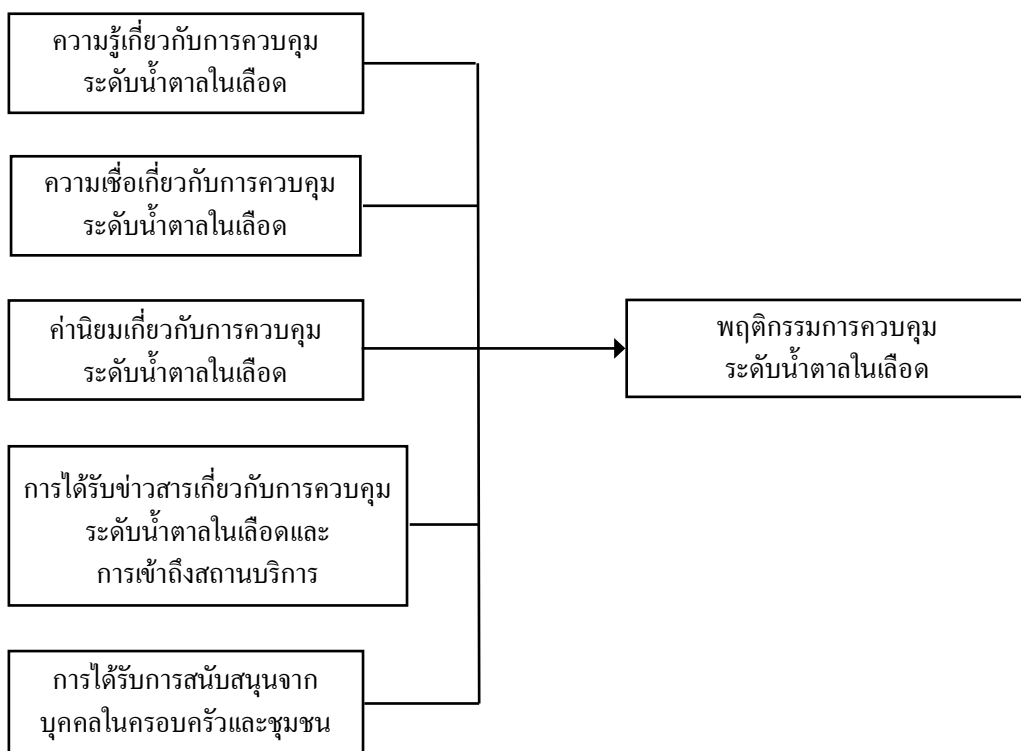 ความรู้เกี่ยวกับการควบคุม
ระดับน้ำตาลในเลือด
ความเชื่อเกี่ยวกับการควบคุม
ระดับน้ำตาลในเลือด
ค่านิยมเกี่ยวกับการควบคุม
ระดับน้ำตาลในเลือด
การได้รับข่าวสารเกี่ยวกับการควบคุม
ระดับน้ำตาลในเลือดและ
การเข้าถึงสถานบริการ
การได้รับการสนับสนุนจาก
บุคคลในครอบครัวและชุมชน
พฤติกรรมการควบคุม
ระดับน้ำตาลในเลือด